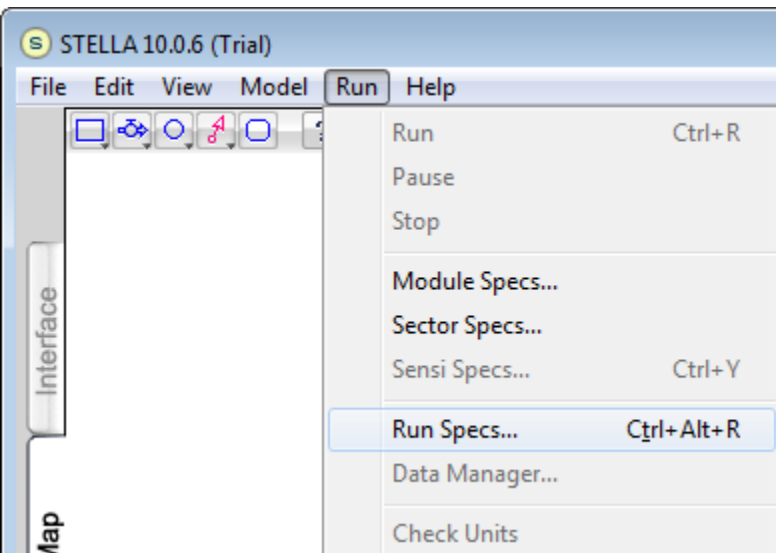 S STELLA 10.0.6 (Trial)
File Edit View Model Run Help
Run Ctrl+R
Pause
Stop
Module Specs...
Sector Specs...
Sensi Specs... Ctrl+Y
Run Specs... Ctrl+Alt+R
Data Manager...
Check Units
Interface
Map